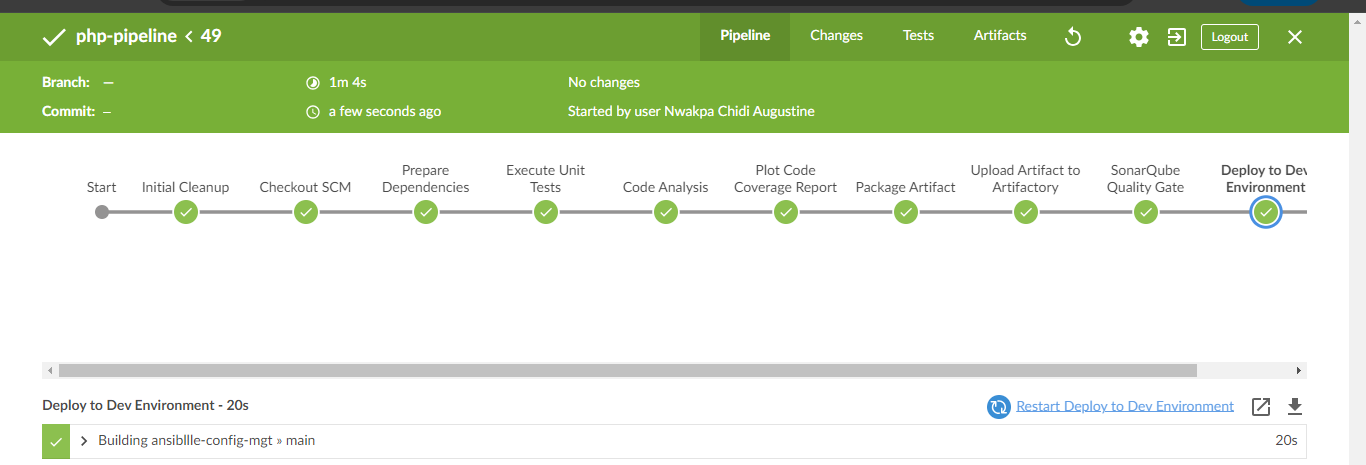 php-pipeline < 49
Pipeline
Changes
Tests
Artifacts
Logout
Branch: —
1m 4s
No changes
Commit: —
a few seconds ago
Started by user Nwakpa Chidi Augustine
Start
Initial Cleanup
Checkout SCM
Prepare
Dependencies
Execute Unit
Tests
Code Analysis
Plot Code
Coverage Report
Package Artifact
Upload Artifact to
Artifactory
SonarQube
Quality Gate
Deploy to Dev
Environment
Deploy to Dev Environment - 20s
Restart Deploy to Dev Environment
Building ansibllle-config-mgt » main
20s